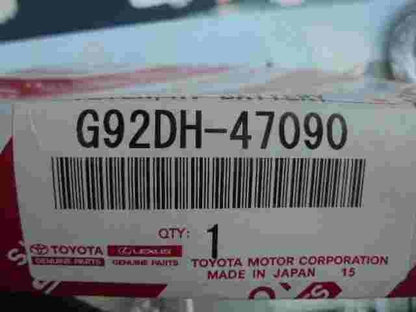 G92DH-47090
QTY: 1
TOYOTA LEXUS
GENUINE PARTS GENUINE PARTS
TOYOTA MOTOR CORPORATION
MADE IN JAPAN 15